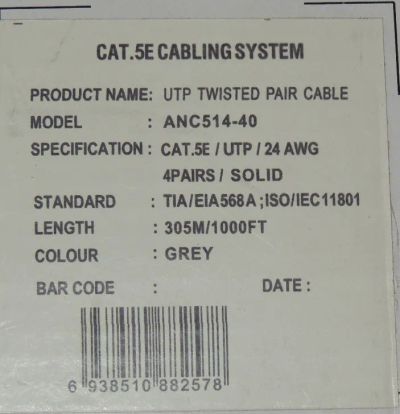 CAT.5E CABLING SYSTEM
PRODUCT NAME: UTP TWISTED PAIR CABLE
MODEL : ANC514-40
SPECIFICATION : CAT.5E / UTP / 24 AWG
4PAIRS / SOLID
STANDARD : TIA/EIA568A ;ISO/IEC11801
LENGTH : 305M/1000FT
COLOUR : GREY
BAR CODE : DATE :
6 938510 882578